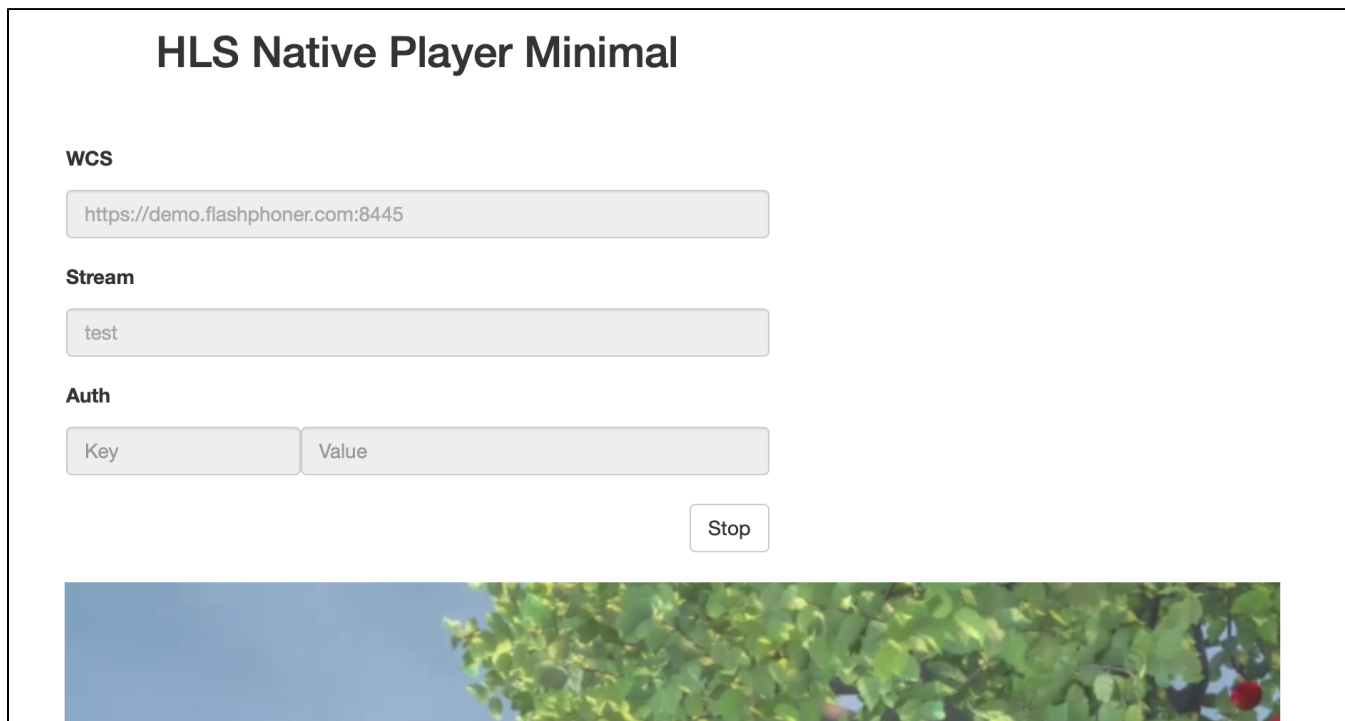 HLS Native Player Minimal
WCS
https://demo.flashphoner.com:8445
Stream
test
Auth
Key Value
Stop